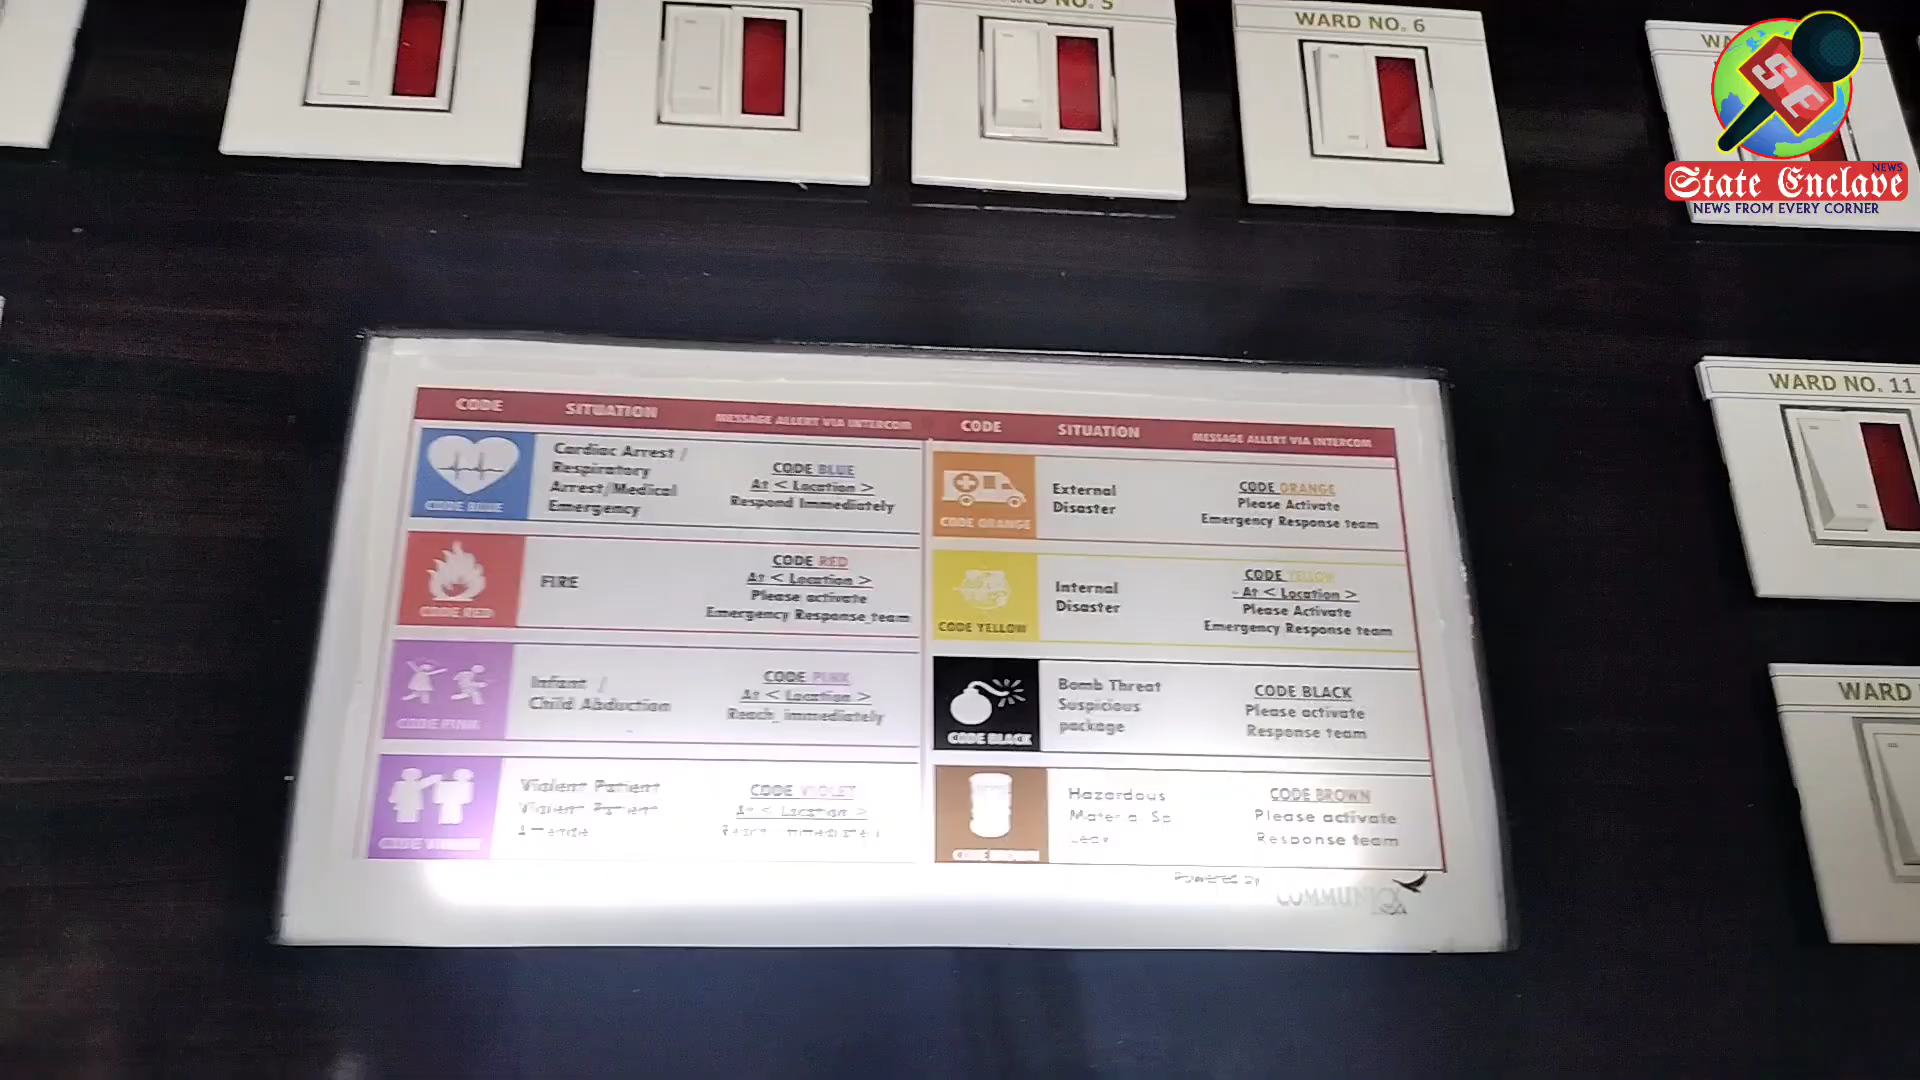 WARD NO. 6
NEWS
State Enclave
NEWS FROM EVERY CORNER
WARD NO. 11
WARD
CODE SITUATION MESSAGE ALLERT VIA INTERCOM
CODE BLUE
Cardiac Arrest /
Respiratory
Arrest/Medical
Emergency
CODE BLUE
At < Location >
Respond Immediately
CODE RED
FIRE
CODE RED
At < Location >
Please activate
Emergency Response team
CODE PINK
Infant /
Child Abduction
CODE PINK
At < Location >
Reach immediately
CODE VIOLET
Violent Patient
CODE VIOLET
At < Location >
CODE SITUATION MESSAGE ALLERT VIA INTERCOM
CODE ORANGE
External
Disaster
CODE ORANGE
Please Activate
Emergency Response team
CODE YELLOW
Internal
Disaster
CODE YELLOW
At < Location >
Please Activate
Emergency Response team
CODE BLACK
Bomb Threat
Suspicious
package
CODE BLACK
Please activate
Response team
Hazardous
CODE BROWN
Please activate
Response team